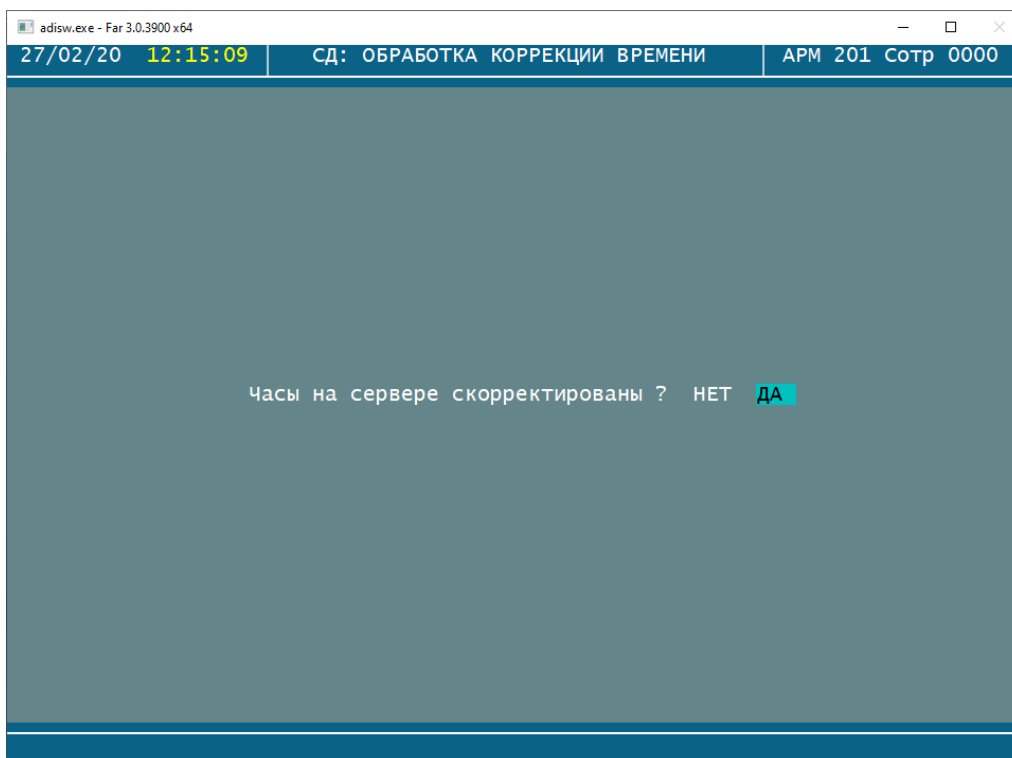 adisw.exe - Far 3.0.3900 x64
27/02/20 12:15:09 СД: ОБРАБОТКА КОРРЕКЦИИ ВРЕМЕНИ АРМ 201 Сотр 0000
Часы на сервере скорректированы ? НЕТ ДА